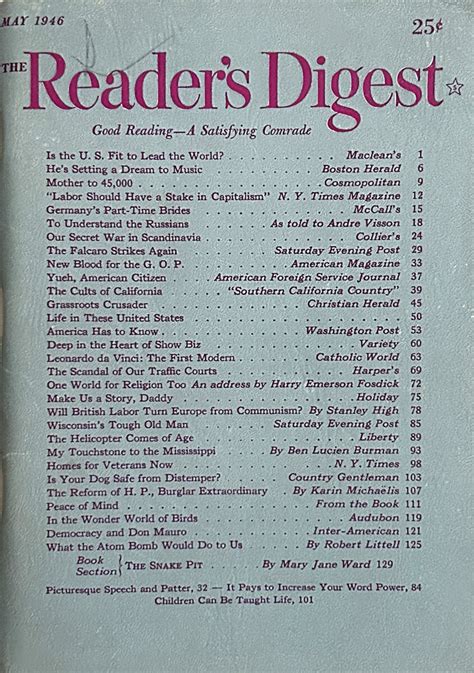 MAY 1946
25¢
THE Reader's Digest
Good Reading—A Satisfying Comrade
Is the U. S. Fit to Lead the World? . . . . . . . . Maclean's 1
He's Setting a Dream to Music . . . . . . . . Boston Herald 6
Mother to 45,000 . . . . . . . . Cosmopolitan 9
"Labor Should Have a Stake in Capitalism" N. Y. Times Magazine 12
Germany's Part-Time Brides . . . . . . . . McCall's 15
To Understand the Russians . . . . As told to Andre Visson 18
Our Secret War in Scandinavia . . . . . . . . Collier's 24
The Falcaro Strikes Again . . . . Saturday Evening Post 29
New Blood for the G. O. P. . . . . . . American Magazine 33
Yueh, American Citizen . . . American Foreign Service Journal 37
The Cults of California . . . . "Southern California Country" 39
Grassroots Crusader . . . . . . . . Christian Herald 45
Life in These United States . . . . . . . . 50
America Has to Know . . . . . . . . Washington Post 53
Deep in the Heart of Show Biz . . . . . . . . Variety 60
Leonardo da Vinci: The First Modern . . . . Catholic World 63
The Scandal of Our Traffic Courts . . . . . . . . Harper's 69
One World for Religion Too An address by Harry Emerson Fosdick 72
Make Us a Story, Daddy . . . . . . . . Holiday 75
Will British Labor Turn Europe from Communism? By Stanley High 78
Wisconsin's Tough Old Man . . . . Saturday Evening Post 85
The Helicopter Comes of Age . . . . . . . . Liberty 89
My Touchstone to the Mississippi . . . By Ben Lucien Burman 93
Homes for Veterans Now . . . . . . . . N. Y. Times 98
Is Your Dog Safe from Distemper? . . . . Country Gentleman 103
The Reform of H. P., Burglar Extraordinary By Karin Michaëlis 107
Peace of Mind . . . . . . . . From the Book 111
In the Wonder World of Birds . . . . . . . . Audubon 119
Democracy and Don Mauro . . . . . . . . Inter-American 121
What the Atom Bomb Would Do to Us . . . By Robert Littell 125
Book Section { THE SNAKE PIT . . . By Mary Jane Ward 129
Picturesque Speech and Patter, 32 — It Pays to Increase Your Word Power, 84
Children Can Be Taught Life, 101